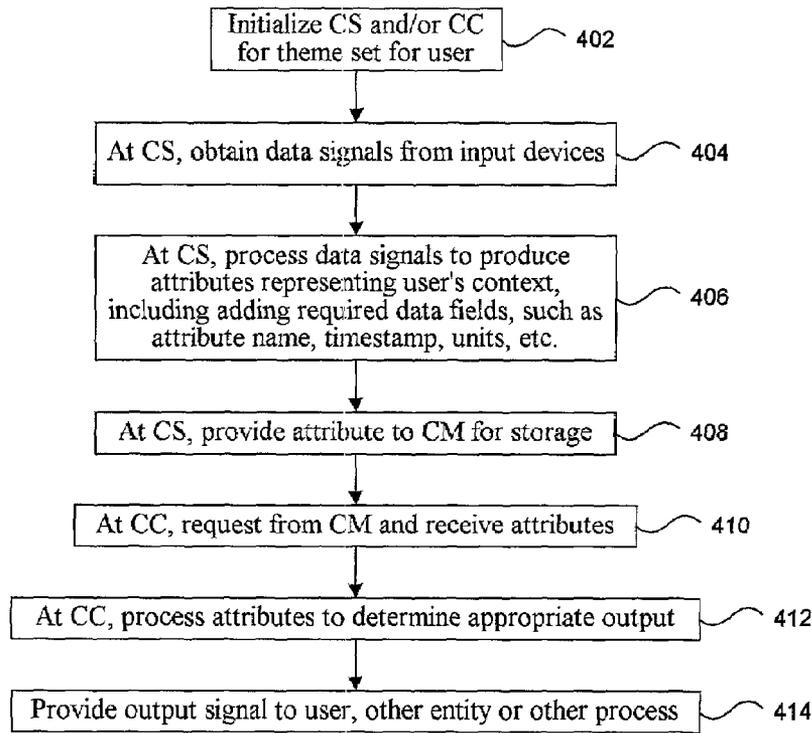 Initialize CS and/or CC
for theme set for user
402
At CS, obtain data signals from input devices
404
At CS, process data signals to produce
attributes representing user's context,
including adding required data fields, such as
attribute name, timestamp, units, etc.
406
At CS, provide attribute to CM for storage
408
At CC, request from CM and receive attributes
410
At CC, process attributes to determine appropriate output
412
Provide output signal to user, other entity or other process
414